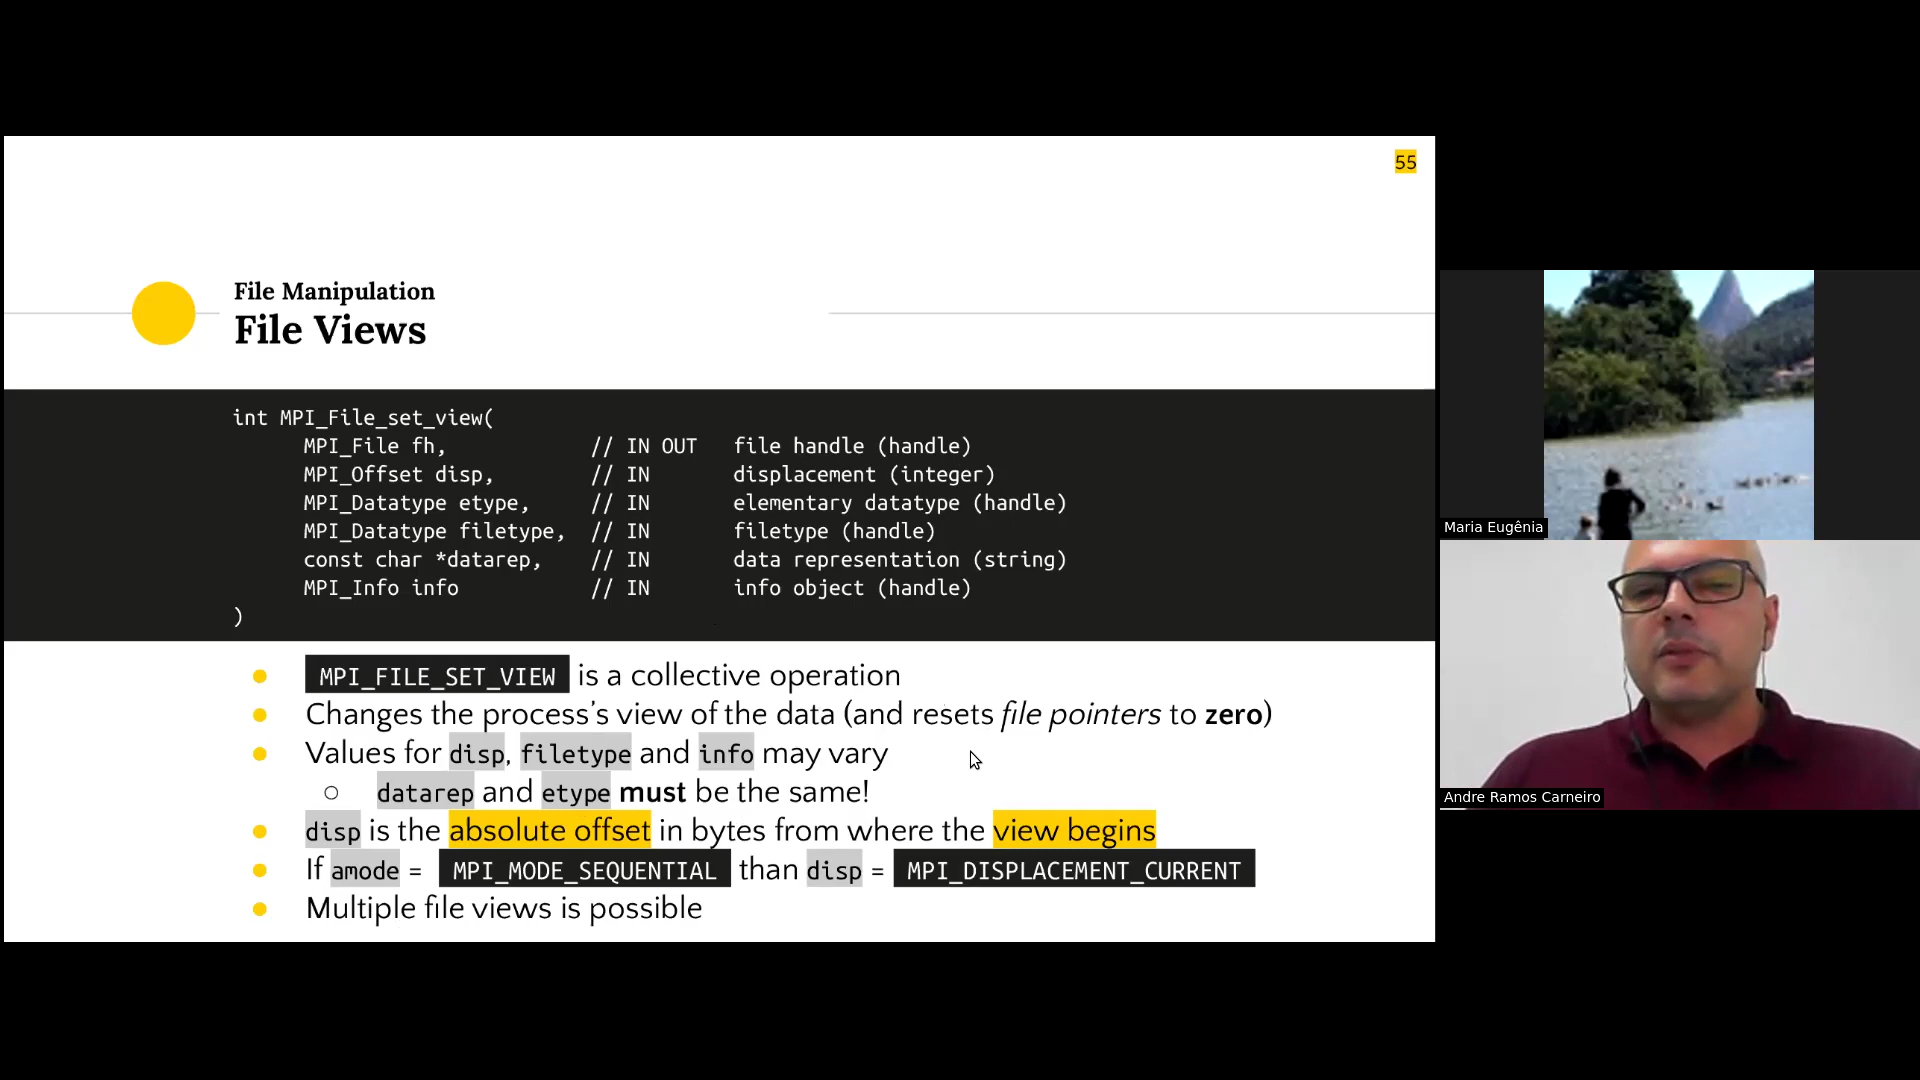 55
File Manipulation
File Views
int MPI_File_set_view(
MPI_File fh, // IN OUT file handle (handle)
MPI_Offset disp, // IN displacement (integer)
MPI_Datatype etype, // IN elementary datatype (handle)
MPI_Datatype filetype, // IN filetype (handle)
const char *datarep, // IN data representation (string)
MPI_Info info // IN info object (handle)
)
MPI_FILE_SET_VIEW is a collective operation
Changes the process’s view of the data (and resets file pointers to zero)
Values for disp, filetype and info may vary
datarep and etype must be the same!
disp is the absolute offset in bytes from where the view begins
If amode = MPI_MODE_SEQUENTIAL than disp = MPI_DISPLACEMENT_CURRENT
Multiple file views is possible
Maria Eugênia
Andre Ramos Carneiro